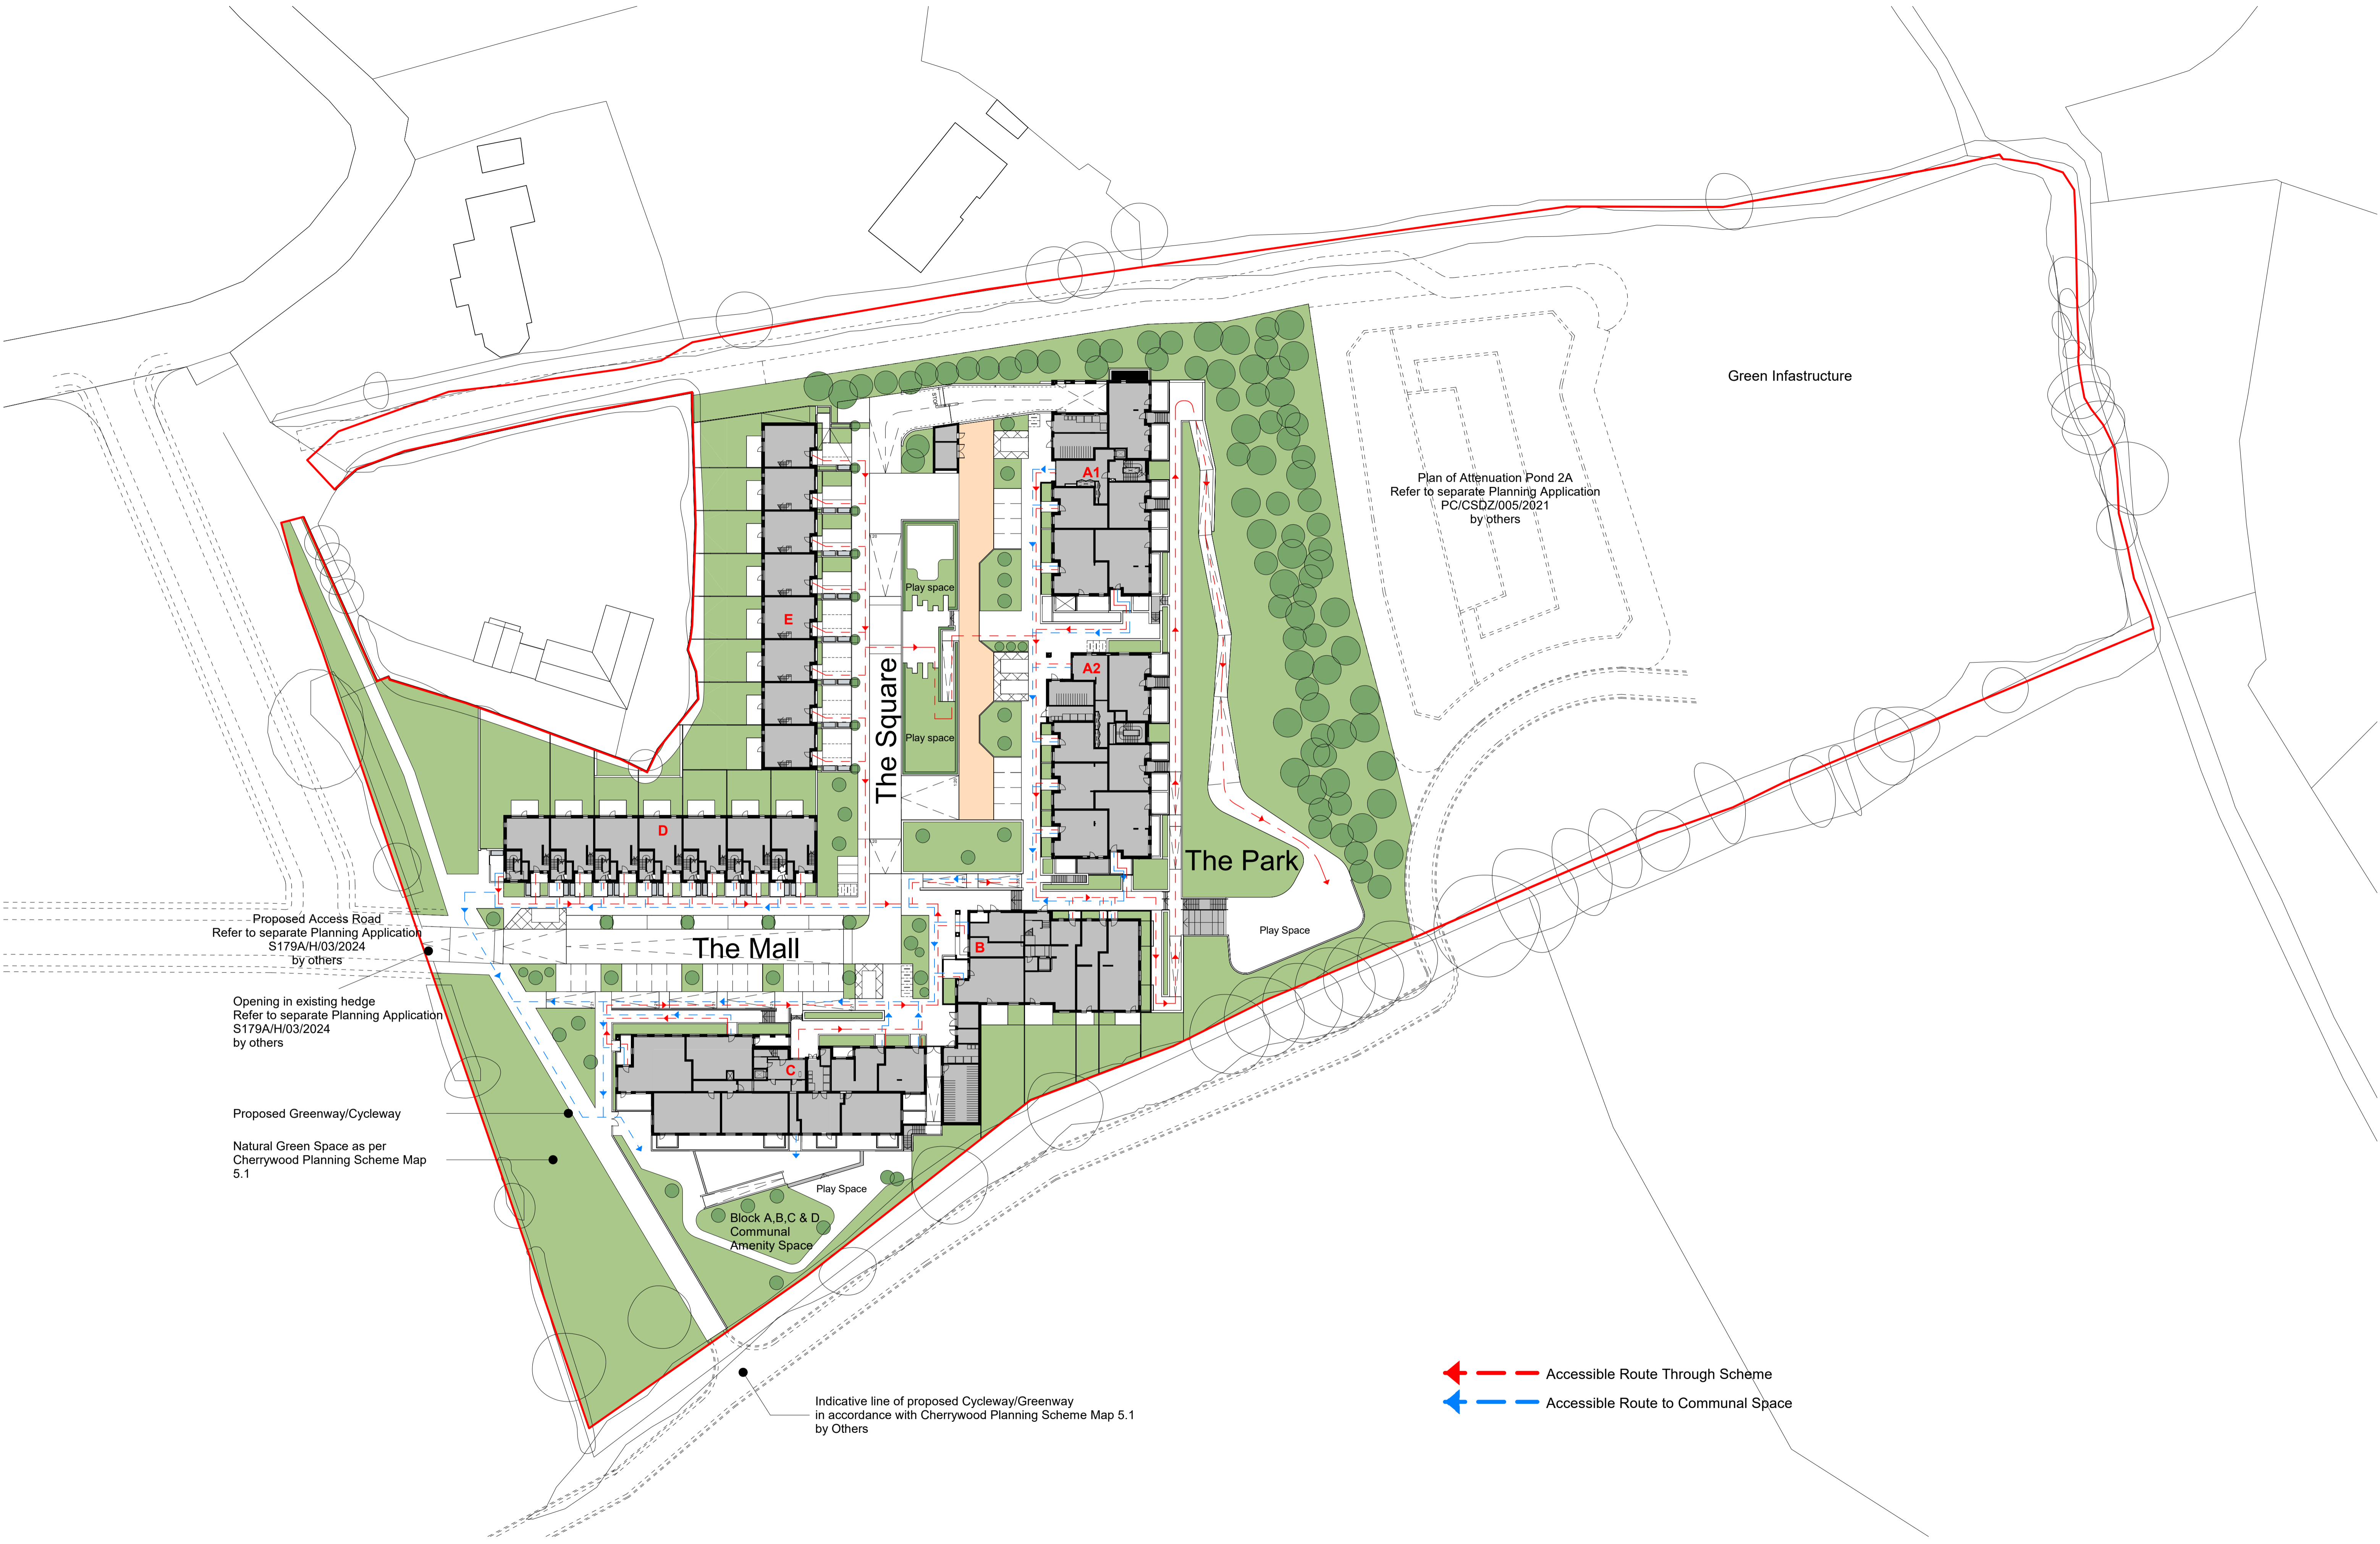 Green Infastructure
STOP
A1
Plan of Attenuation Pond 2A
Refer to separate Planning Application
PC/CSDZ/005/2021
by others
Play space
E
A2
The Square
Play space
D
The Park
Proposed Access Road
Refer to separate Planning Application
S179A/H/03/2024
by others
The Mall
B
Play Space
Opening in existing hedge
Refer to separate Planning Application
S179A/H/03/2024
by others
C
Proposed Greenway/Cycleway
Natural Green Space as per
Cherrywood Planning Scheme Map
5.1
Play Space
Block A,B,C & D
Communal
Amenity Space
Indicative line of proposed Cycleway/Greenway
in accordance with Cherrywood Planning Scheme Map 5.1
by Others
Accessible Route Through Scheme
Accessible Route to Communal Space